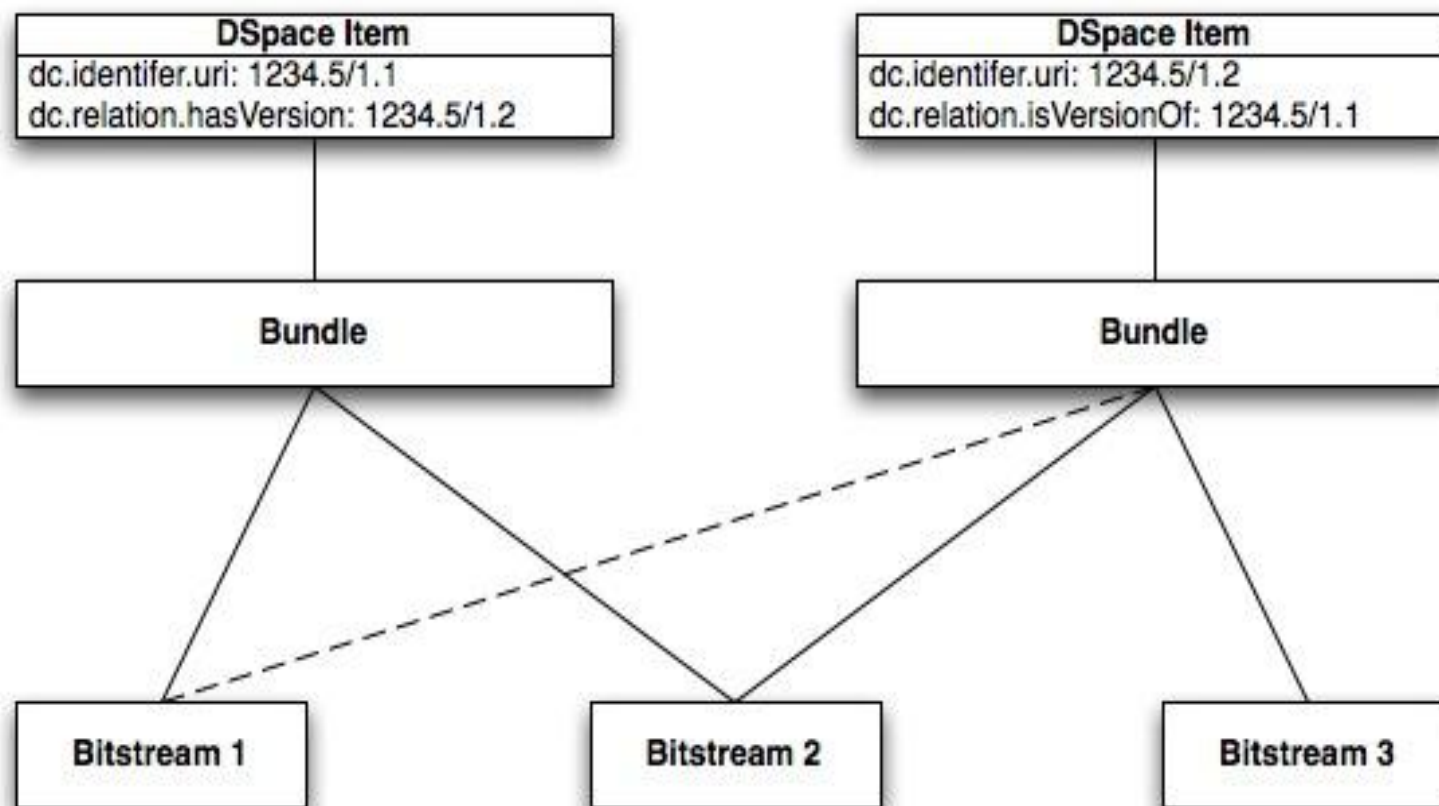 DSpace Item
dc.identifer.uri: 1234.5/1.1
dc.relation.hasVersion: 1234.5/1.2
DSpace Item
dc.identifer.uri: 1234.5/1.2
dc.relation.isVersionOf: 1234.5/1.1
Bundle
Bundle
Bitstream 1
Bitstream 2
Bitstream 3